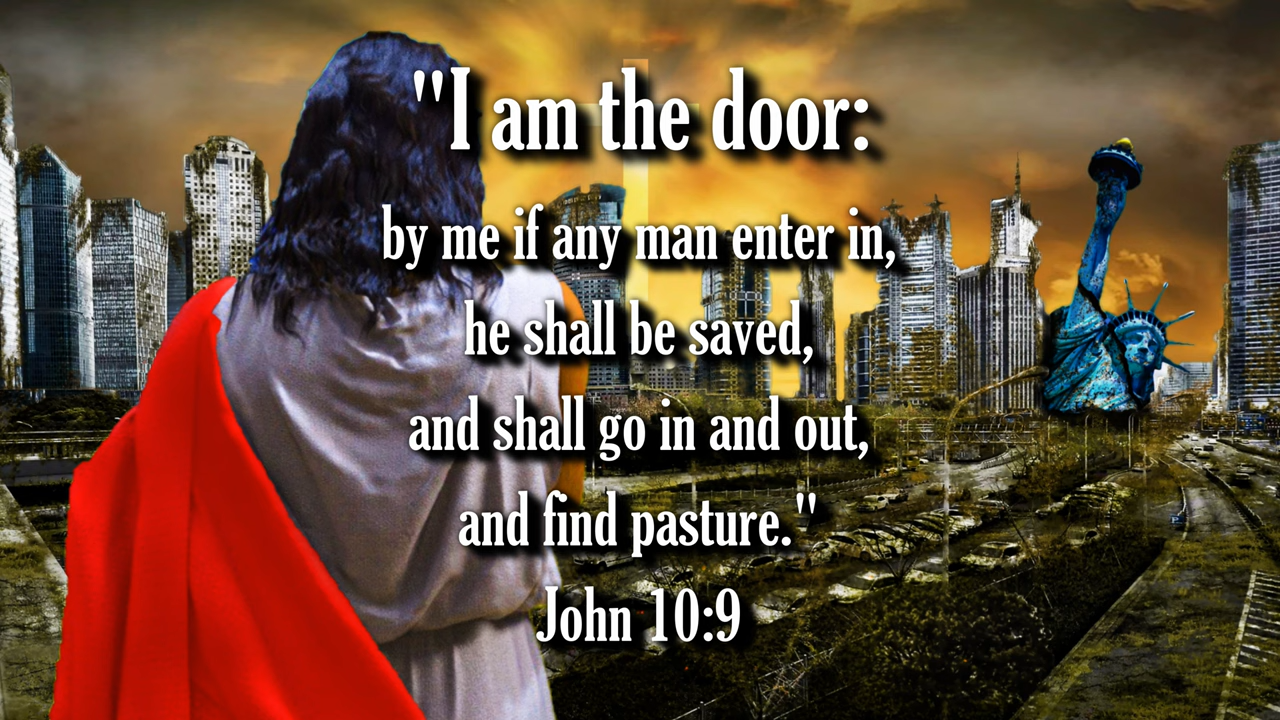 "I am the door:
by me if any man enter in,
he shall be saved,
and shall go in and out,
and find pasture."
John 10:9